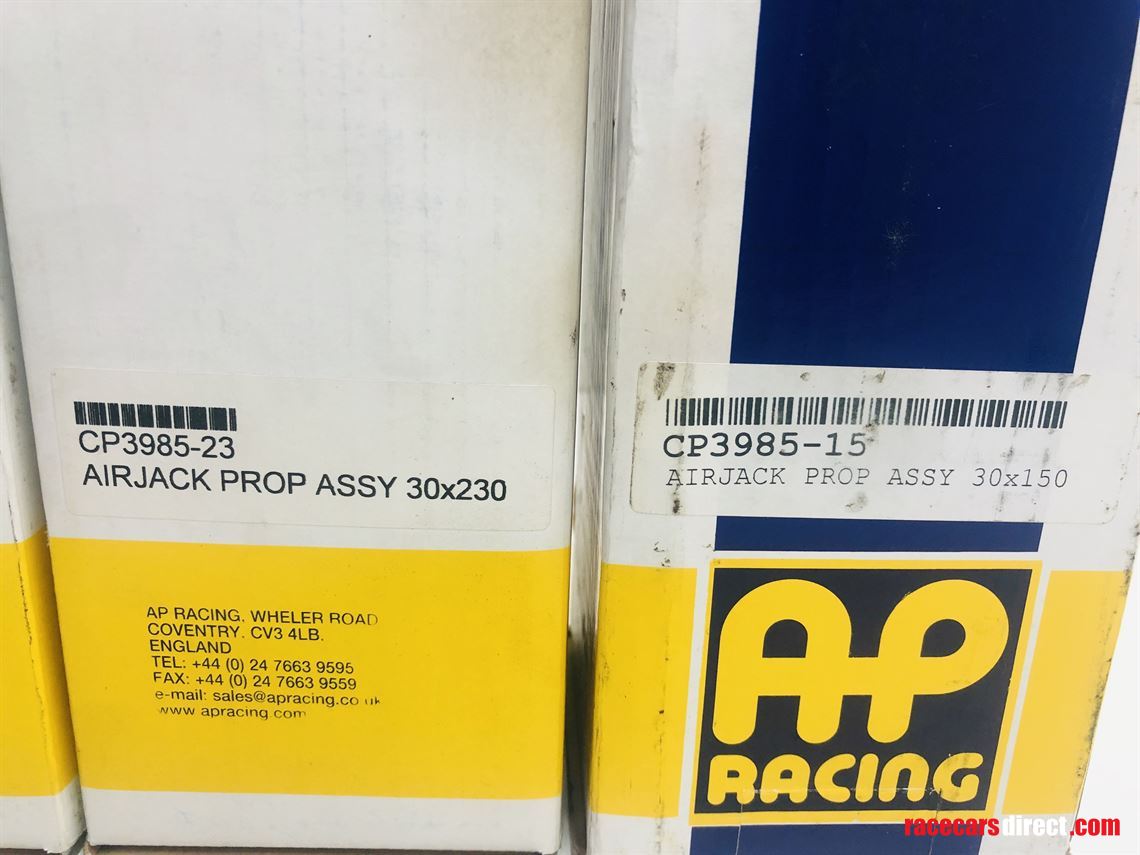 CP3985-23
AIRJACK PROP ASSY 30x230
AP RACING. WHELER ROAD
COVENTRY. CV3 4LB.
ENGLAND
TEL: +44 (0) 24 7663 9595
FAX: +44 (0) 24 7663 9559
e-mail: sales@apracing.co uk
www apracing.com
CP3985-15
AIRJACK PROP ASSY 30x150
AP
RACING
racecarsdirect.com